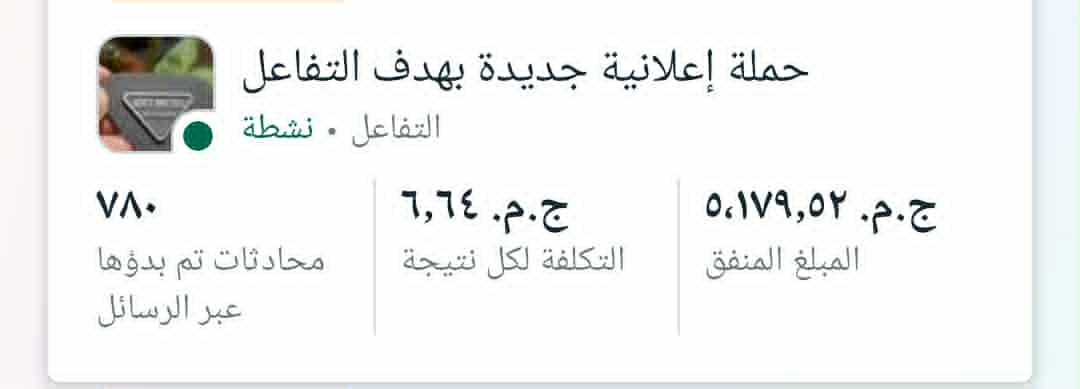 حملة إعلانية جديدة بهدف التفاعل
التفاعل • نشطة
ج.م. ٥،١٧٩,٥٢
المبلغ المنفق
ج.م. ٦,٦٤
التكلفة لكل نتيجة
٧٨٠
محادثات تم بدؤها
عبر الرسائل